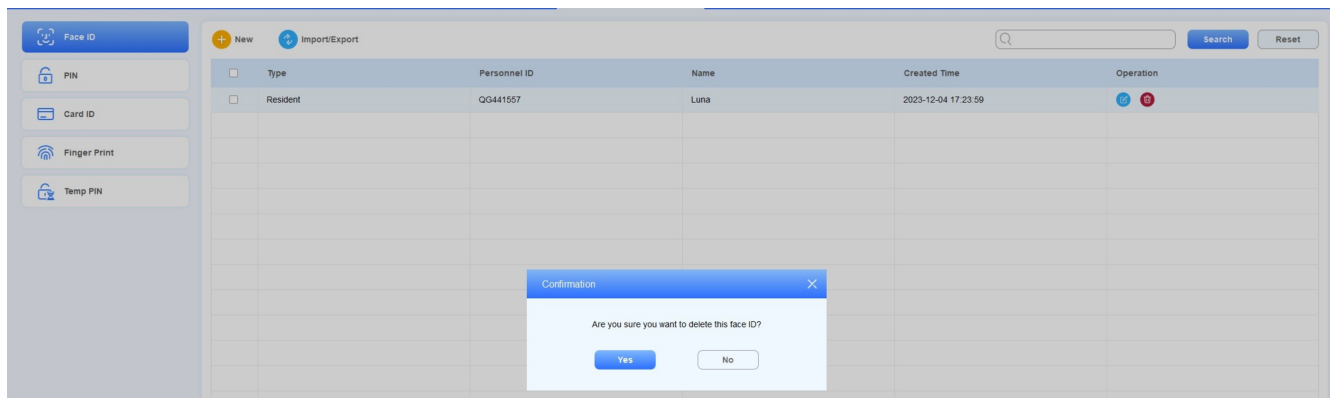 Face ID
PIN
Card ID
Finger Print
Temp PIN
New Import/Export Search Reset
Type Personnel ID Name Created Time Operation
Resident QG441557 Luna 2023-12-04 17:23:59
Confirmation
Are you sure you want to delete this face ID?
Yes No